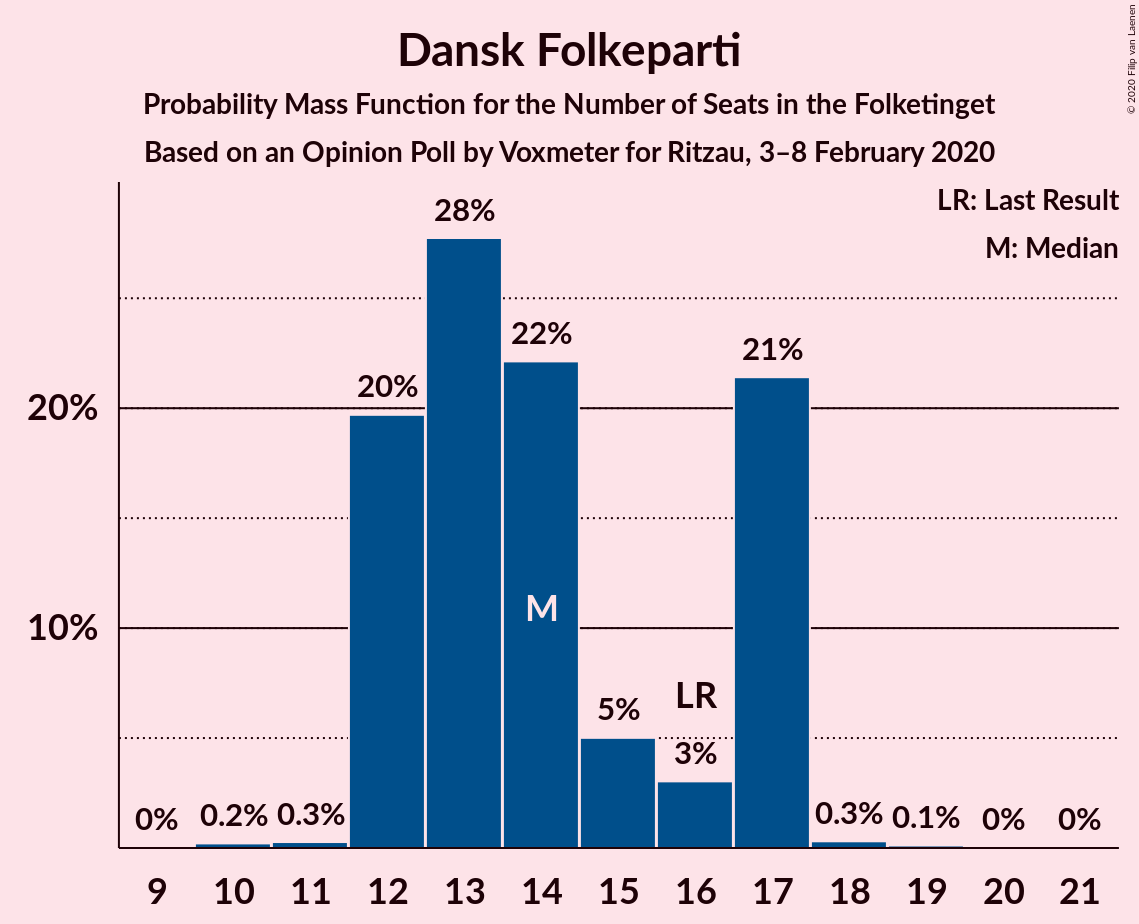 Dansk Folkeparti
Probability Mass Function for the Number of Seats in the Folketinget
Based on an Opinion Poll by Voxmeter for Ritzau, 3–8 February 2020
© 2020 Filip van Laenen
LR: Last Result
M: Median
28%
22%
21%
20%
20%
M
10%
LR
5%
3%
0%
0.2%
0.3%
0.3%
0.1%
0%
0%
9 10 11 12 13 14 15 16 17 18 19 20 21